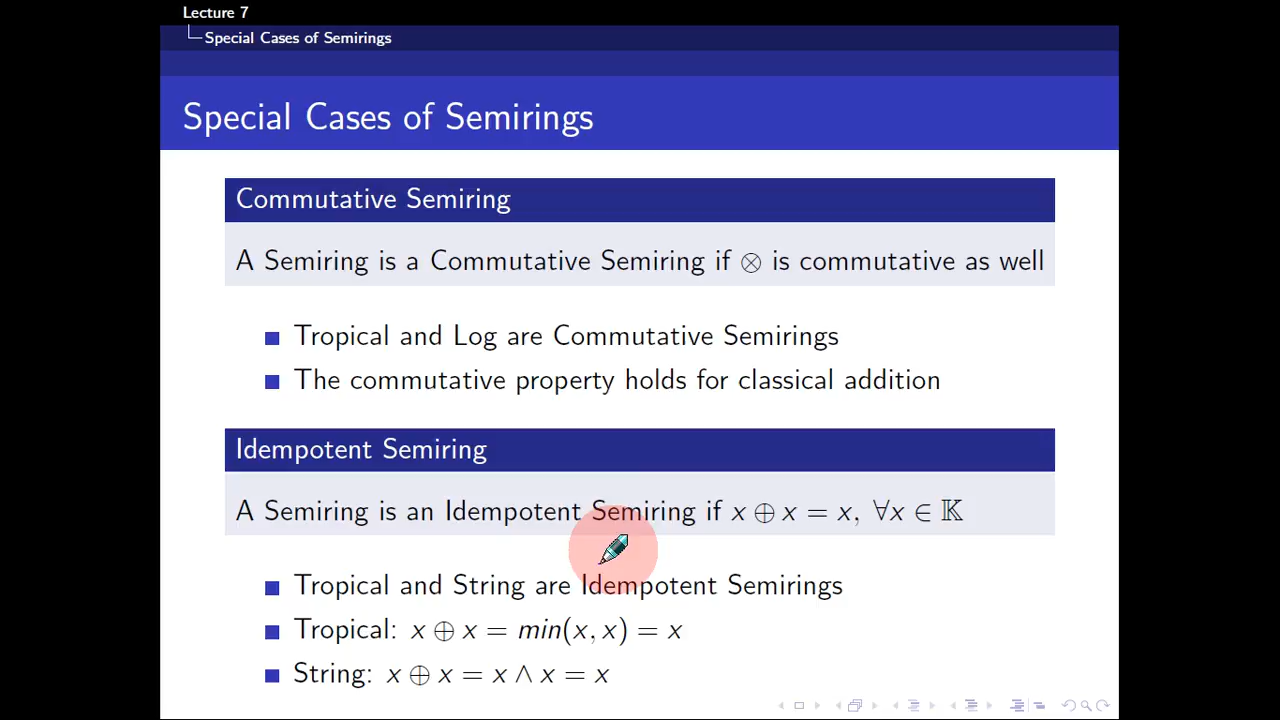 Lecture 7
Special Cases of Semirings
Special Cases of Semirings
Commutative Semiring
A Semiring is a Commutative Semiring if ⊗ is commutative as well
Tropical and Log are Commutative Semirings
The commutative property holds for classical addition
Idempotent Semiring
A Semiring is an Idempotent Semiring if x ⊕ x = x, ∀x ∈ 𝕂
Tropical and String are Idempotent Semirings
Tropical: x ⊕ x = min(x, x) = x
String: x ⊕ x = x ∧ x = x